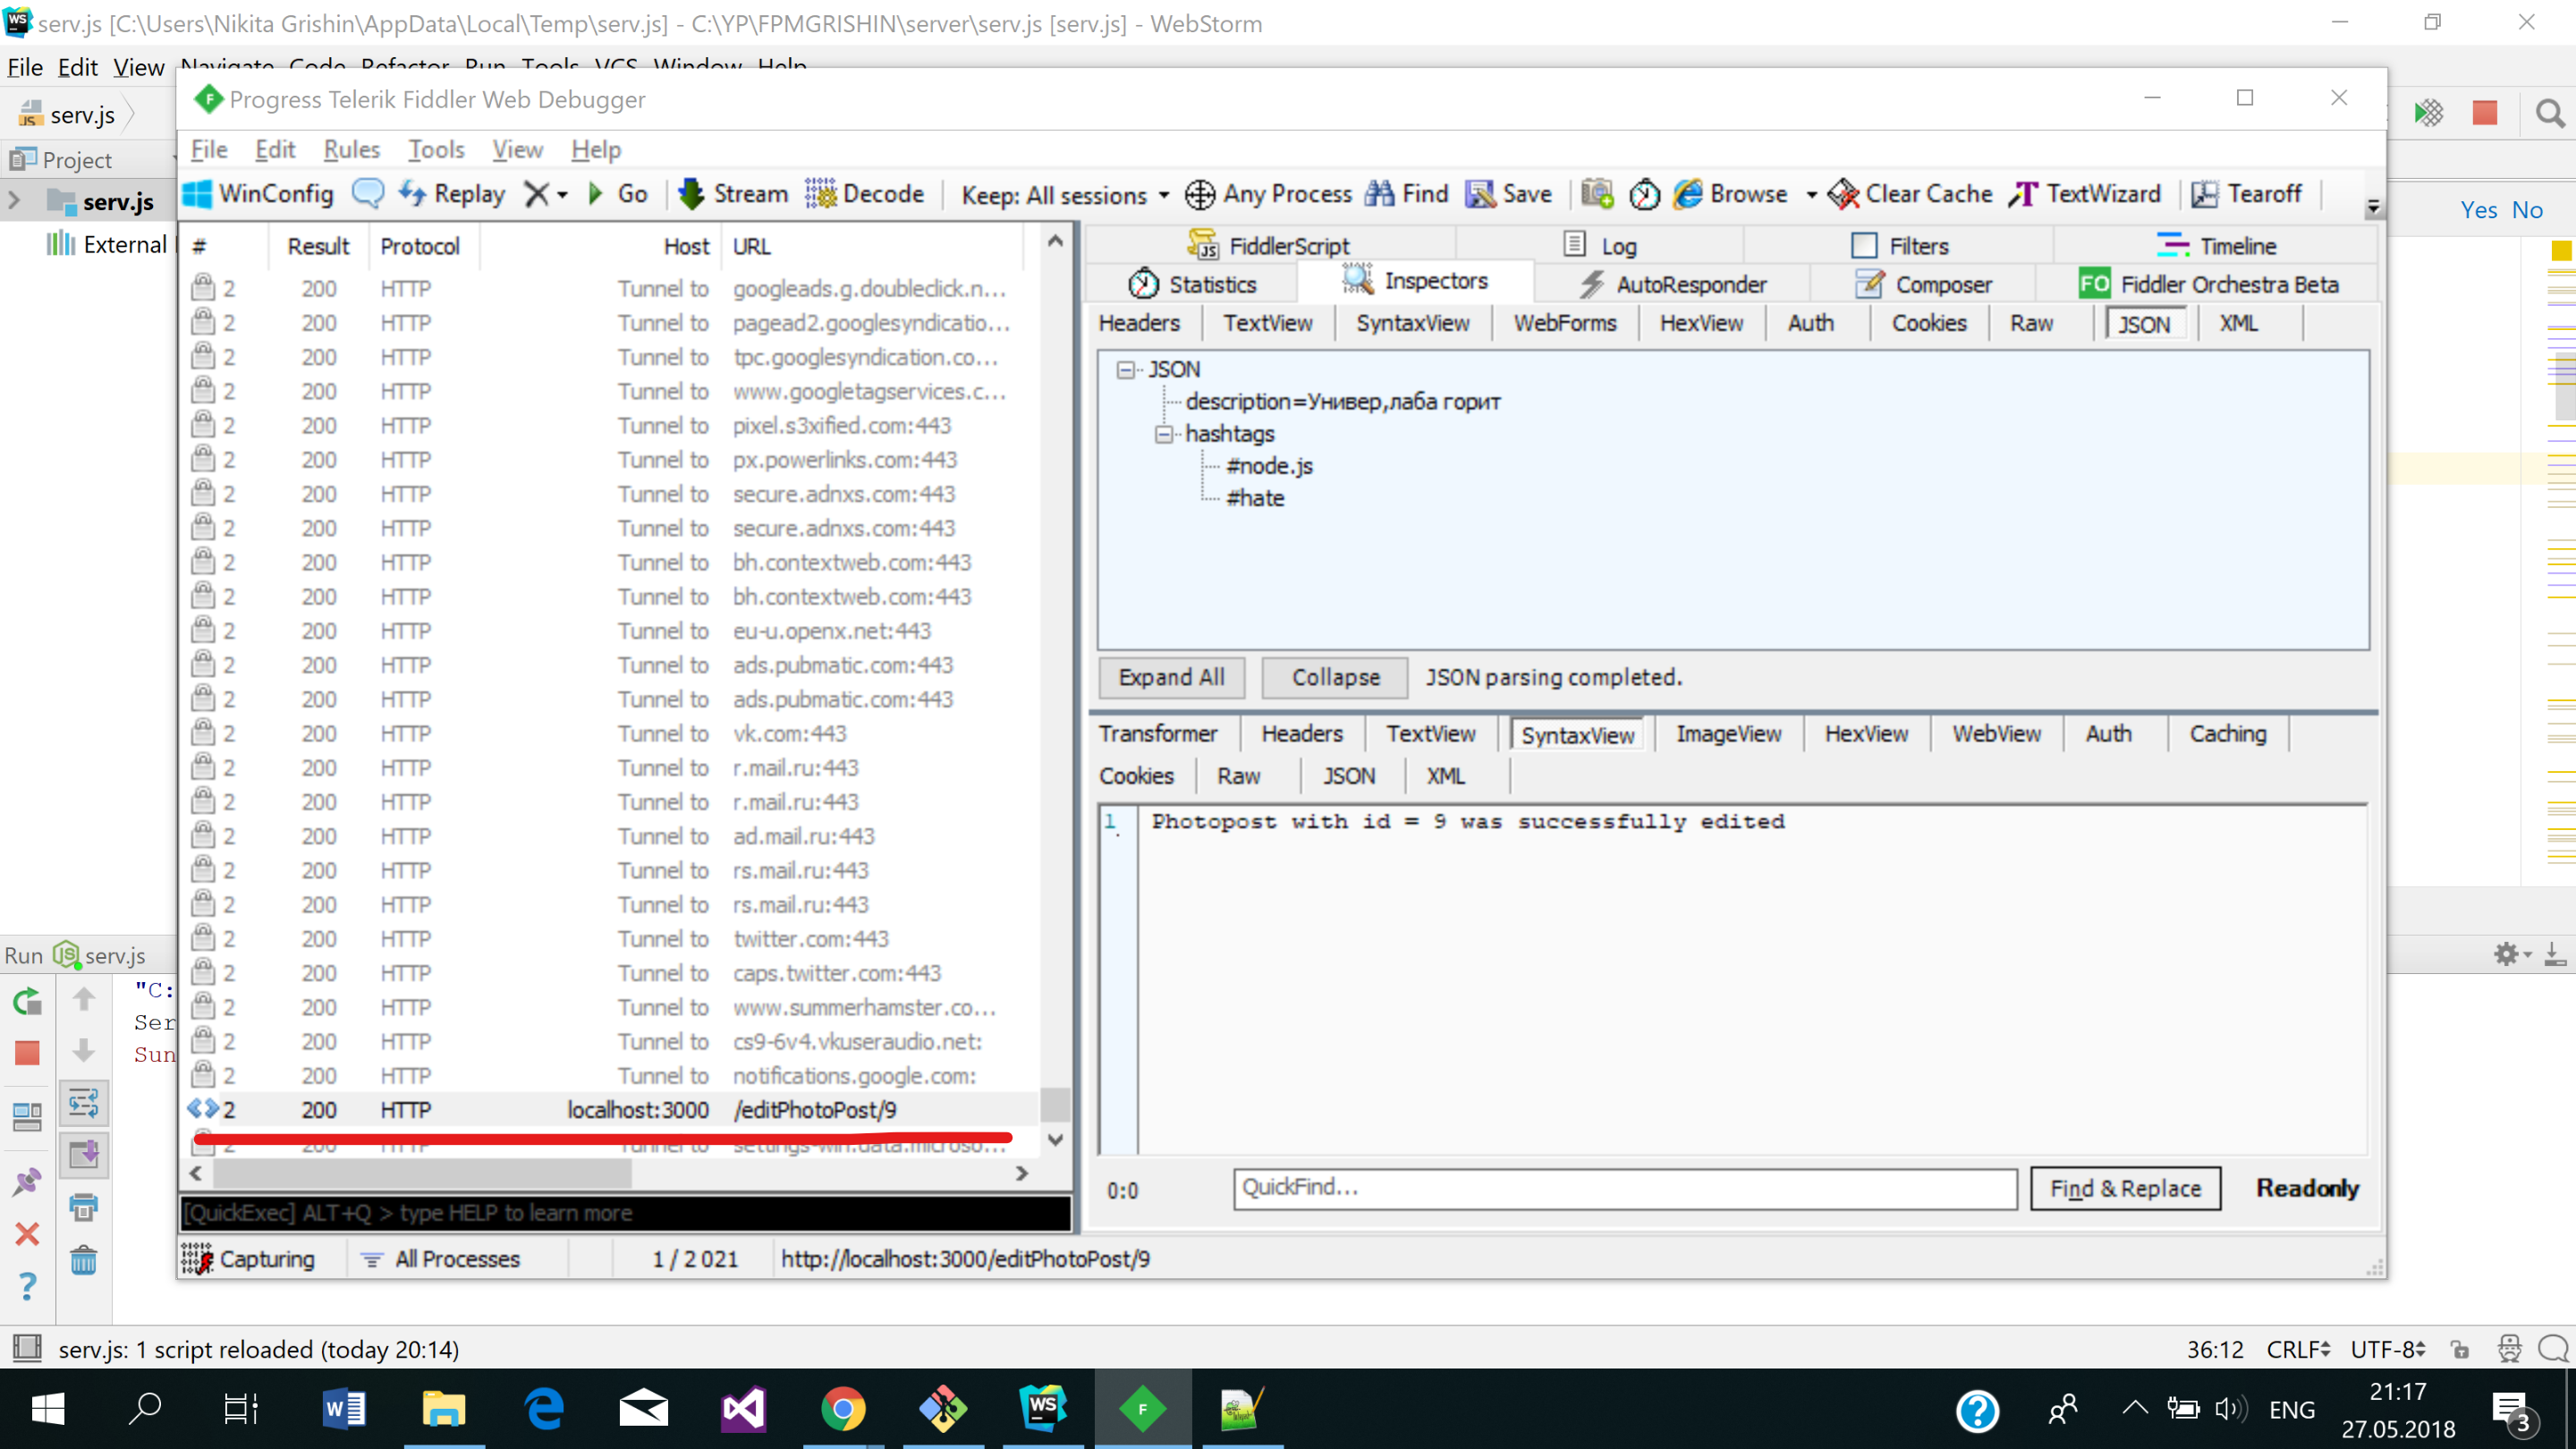 serv.js [C:\Users\Nikita Grishin\AppData\Local\Temp\serv.js] - C:\YP\FPMGRISHIN\server\serv.js [serv.js] - WebStorm
File Edit View Navigate Code Refactor Run Tools VCS Window Help
Progress Telerik Fiddler Web Debugger
serv.js
File Edit Rules Tools View Help
Project
WinConfig Replay Go Stream Decode Keep: All sessions Any Process Find Save Browse Clear Cache TextWizard Tearoff
serv.js
Yes No
External
# Result Protocol Host URL
FiddlerScript Log Filters Timeline
Statistics Inspectors AutoResponder Composer FO Fiddler Orchestra Beta
Headers TextView SyntaxView WebForms HexView Auth Cookies Raw JSON XML
2 200 HTTP Tunnel to googleads.g.doubleclick.n...
2 200 HTTP Tunnel to pagead2.googlesyndicatio...
2 200 HTTP Tunnel to tpc.googlesyndication.co...
2 200 HTTP Tunnel to www.googletagservices.c...
2 200 HTTP Tunnel to pixel.s3xified.com:443
2 200 HTTP Tunnel to px.powerlinks.com:443
2 200 HTTP Tunnel to secure.adnxs.com:443
2 200 HTTP Tunnel to secure.adnxs.com:443
2 200 HTTP Tunnel to bh.contextweb.com:443
2 200 HTTP Tunnel to bh.contextweb.com:443
2 200 HTTP Tunnel to eu-u.openx.net:443
2 200 HTTP Tunnel to ads.pubmatic.com:443
2 200 HTTP Tunnel to ads.pubmatic.com:443
2 200 HTTP Tunnel to vk.com:443
2 200 HTTP Tunnel to r.mail.ru:443
2 200 HTTP Tunnel to r.mail.ru:443
2 200 HTTP Tunnel to ad.mail.ru:443
2 200 HTTP Tunnel to rs.mail.ru:443
2 200 HTTP Tunnel to rs.mail.ru:443
2 200 HTTP Tunnel to twitter.com:443
2 200 HTTP Tunnel to caps.twitter.com:443
2 200 HTTP Tunnel to www.summerhamster.co...
2 200 HTTP Tunnel to cs9-6v4.vkuseraudio.net:
2 200 HTTP Tunnel to notifications.google.com:
2 200 HTTP localhost:3000 /editPhotoPost/9
2 200 HTTP Tunnel to settings-win.data.microso...
JSON
description=Универ,лаба горит
hashtags
#node.js
#hate
Expand All Collapse JSON parsing completed.
Transformer Headers TextView SyntaxView ImageView HexView WebView Auth Caching
Cookies Raw JSON XML
1 Photopost with id = 9 was successfully edited
0:0 QuickFind... Find & Replace Readonly
[QuickExec] ALT+Q > type HELP to learn more
Capturing All Processes 1 / 2 021 http://localhost:3000/editPhotoPost/9
Run serv.js
"C:
Ser
Sun
serv.js: 1 script reloaded (today 20:14)
36:12 CRLF UTF-8
ENG
21:17
27.05.2018
3